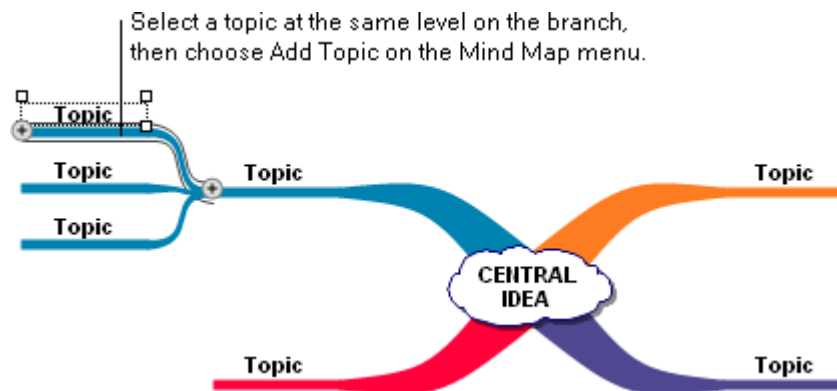 Select a topic at the same level on the branch,
then choose Add Topic on the Mind Map menu.
Topic
Topic
Topic
Topic
Topic
CENTRAL
IDEA
Topic
Topic